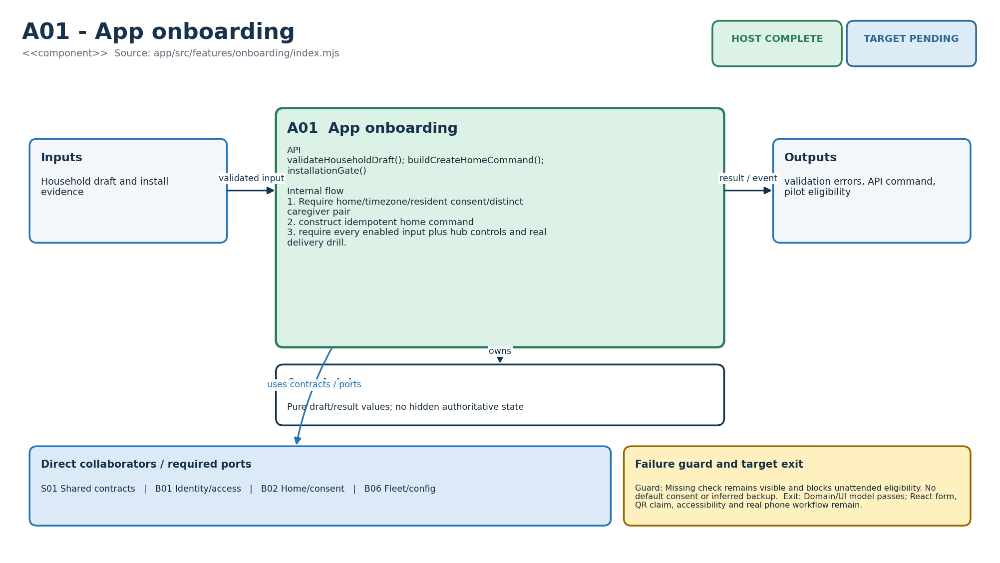 A01 - App onboarding
<<component>>  Source: app/src/features/onboarding/index.mjs
HOST COMPLETE
TARGET PENDING
Inputs
Household draft and install
evidence
validated input
A01  App onboarding
API
validateHouseholdDraft(); buildCreateHomeCommand();
installationGate()
Internal flow
1. Require home/timezone/resident consent/distinct
caregiver pair
2. construct idempotent home command
3. require every enabled input plus hub controls and real
delivery drill.
result / event
Outputs
validation errors, API command,
pilot eligibility
owns
uses contracts / ports
Pure draft/result values; no hidden authoritative state
Direct collaborators / required ports
S01 Shared contracts   |   B01 Identity/access   |   B02 Home/consent   |   B06 Fleet/config
Failure guard and target exit
Guard: Missing check remains visible and blocks unattended eligibility. No
default consent or inferred backup.  Exit: Domain/UI model passes; React form,
QR claim, accessibility and real phone workflow remain.